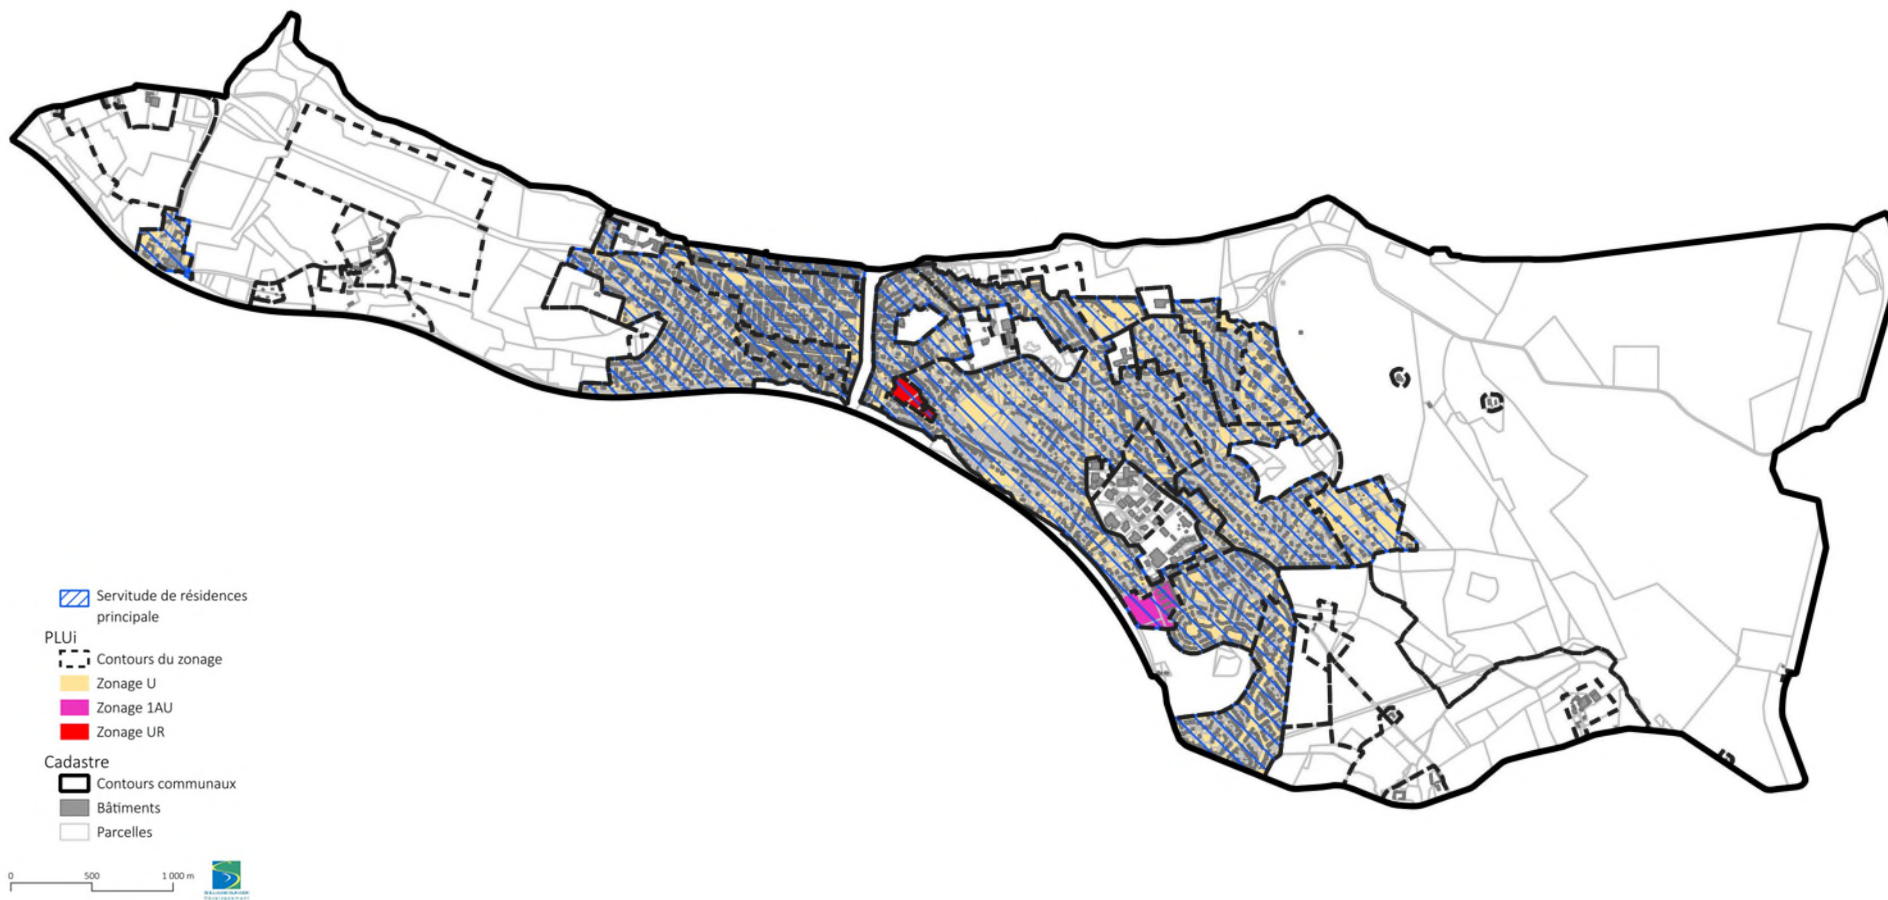 Servitude de résidences
principale
PLUi
Contours du zonage
Zonage U
Zonage 1AU
Zonage UR
Cadastre
Contours communaux
Bâtiments
Parcelles
0 500 1 000 m